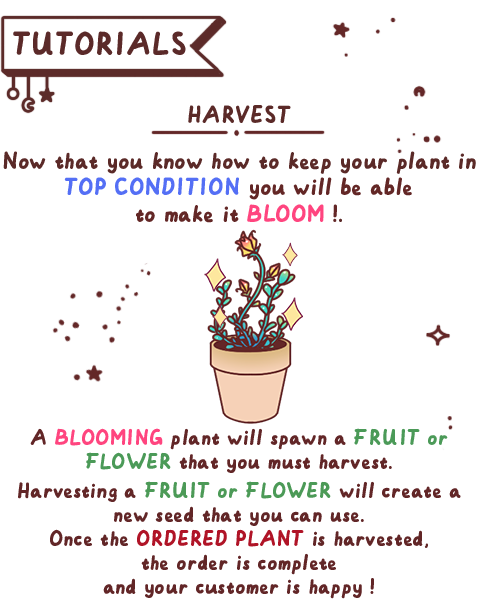 TUTORIALS
HARVEST
Now that you know how to keep your plant in
TOP CONDITION you will be able
to make it BLOOM !.
A BLOOMING plant will spawn a FRUIT or
FLOWER that you must harvest.
Harvesting a FRUIT or FLOWER will create a
new seed that you can use.
Once the ORDERED PLANT is harvested,
the order is complete
and your customer is happy !